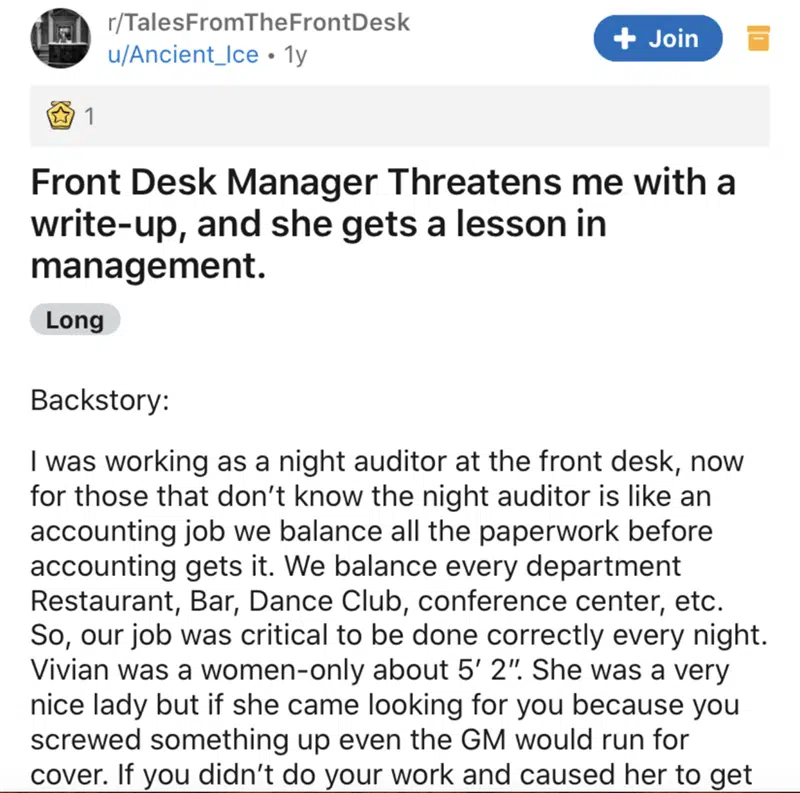 r/TalesFromTheFrontDesk
u/Ancient_Ice • 1y
+ Join
1
Front Desk Manager Threatens me with a
write-up, and she gets a lesson in
management.
Long
Backstory:
I was working as a night auditor at the front desk, now
for those that don’t know the night auditor is like an
accounting job we balance all the paperwork before
accounting gets it. We balance every department
Restaurant, Bar, Dance Club, conference center, etc.
So, our job was critical to be done correctly every night.
Vivian was a women-only about 5’ 2”. She was a very
nice lady but if she came looking for you because you
screwed something up even the GM would run for
cover. If you didn’t do your work and caused her to get